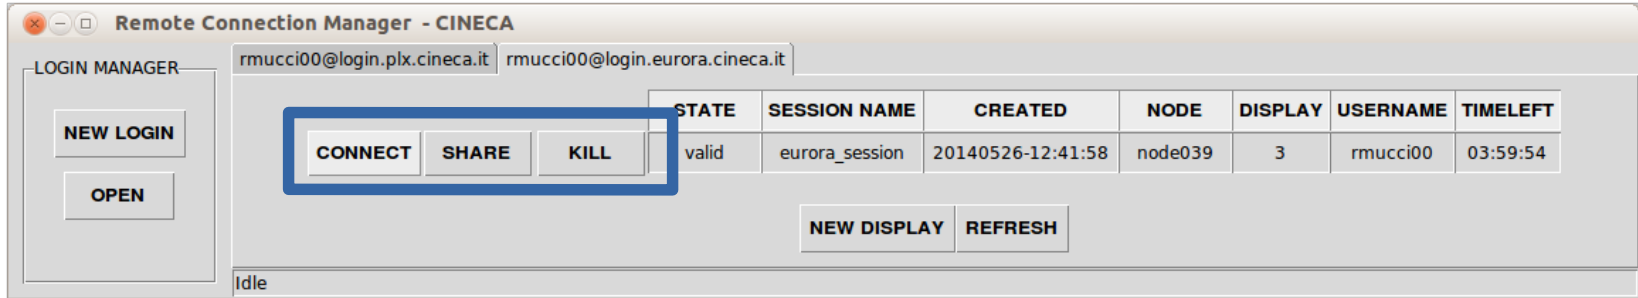 Remote Connection Manager - CINECA
LOGIN MANAGER
NEW LOGIN
OPEN
rmucci00@login.plx.cineca.it rmucci00@login.eurora.cineca.it
STATE SESSION NAME CREATED NODE DISPLAY USERNAME TIMELEFT
CONNECT SHARE KILL valid eurora_session 20140526-12:41:58 node039 3 rmucci00 03:59:54
NEW DISPLAY REFRESH
Idle